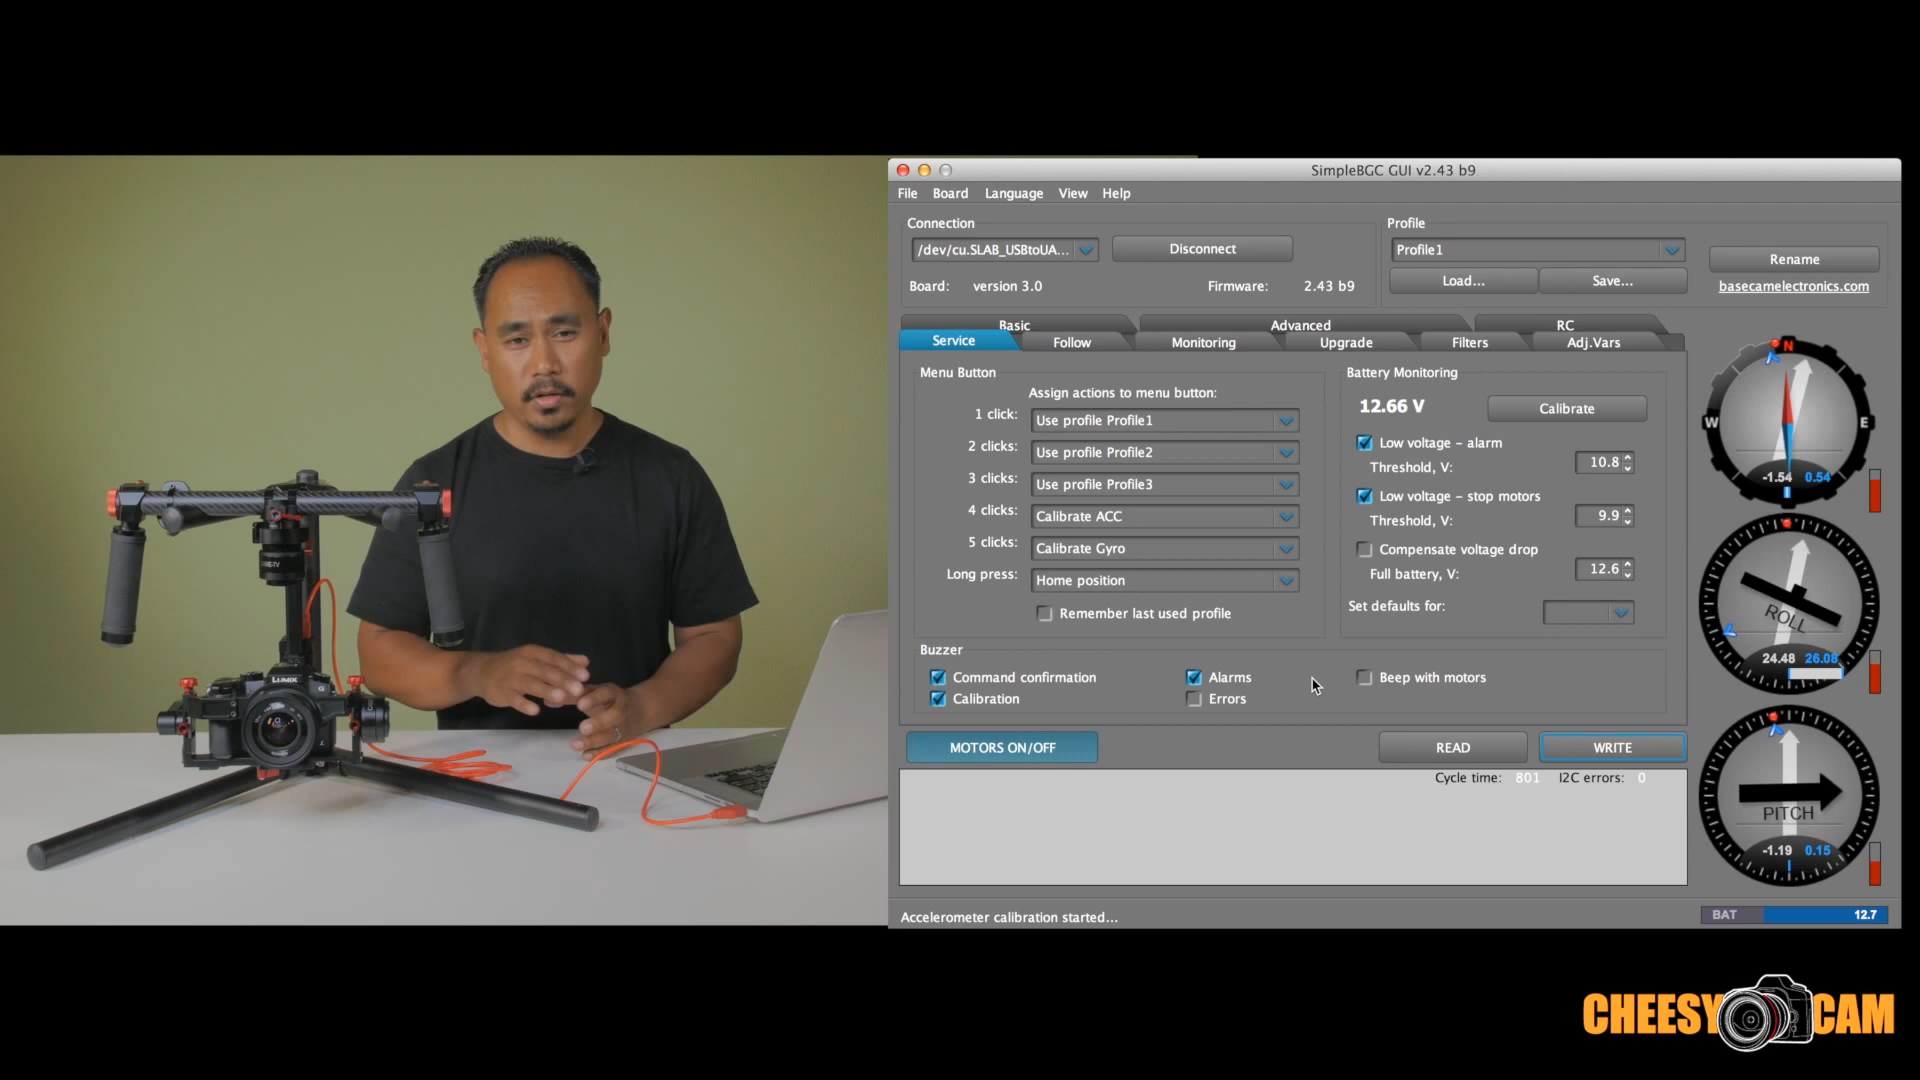 SimpleBGC GUI v2.43 b9
File Board Language View Help
Connection
/dev/cu.SLAB_USBtoUA...
Disconnect
Board: version 3.0
Firmware: 2.43 b9
Profile
Profile1
Load...
Save...
Rename
basecamelectronics.com
Basic Advanced RC
Service Follow Monitoring Upgrade Filters Adj.Vars
Menu Button
Assign actions to menu button:
1 click: Use profile Profile1
2 clicks: Use profile Profile2
3 clicks: Use profile Profile3
4 clicks: Calibrate ACC
5 clicks: Calibrate Gyro
Long press: Home position
Remember last used profile
Battery Monitoring
12.66 V
Calibrate
Low voltage - alarm
Threshold, V: 10.8
Low voltage - stop motors
Threshold, V: 9.9
Compensate voltage drop
Full battery, V: 12.6
Set defaults for:
Buzzer
Command confirmation
Alarms
Beep with motors
Calibration
Errors
MOTORS ON/OFF
READ
WRITE
Cycle time: 801 I2C errors: 0
Accelerometer calibration started...
N
W E
-1.54 0.54
ROLL
24.48 26.08
PITCH
-1.19 0.15
BAT 12.7
LUMIX
CHEESYCAM